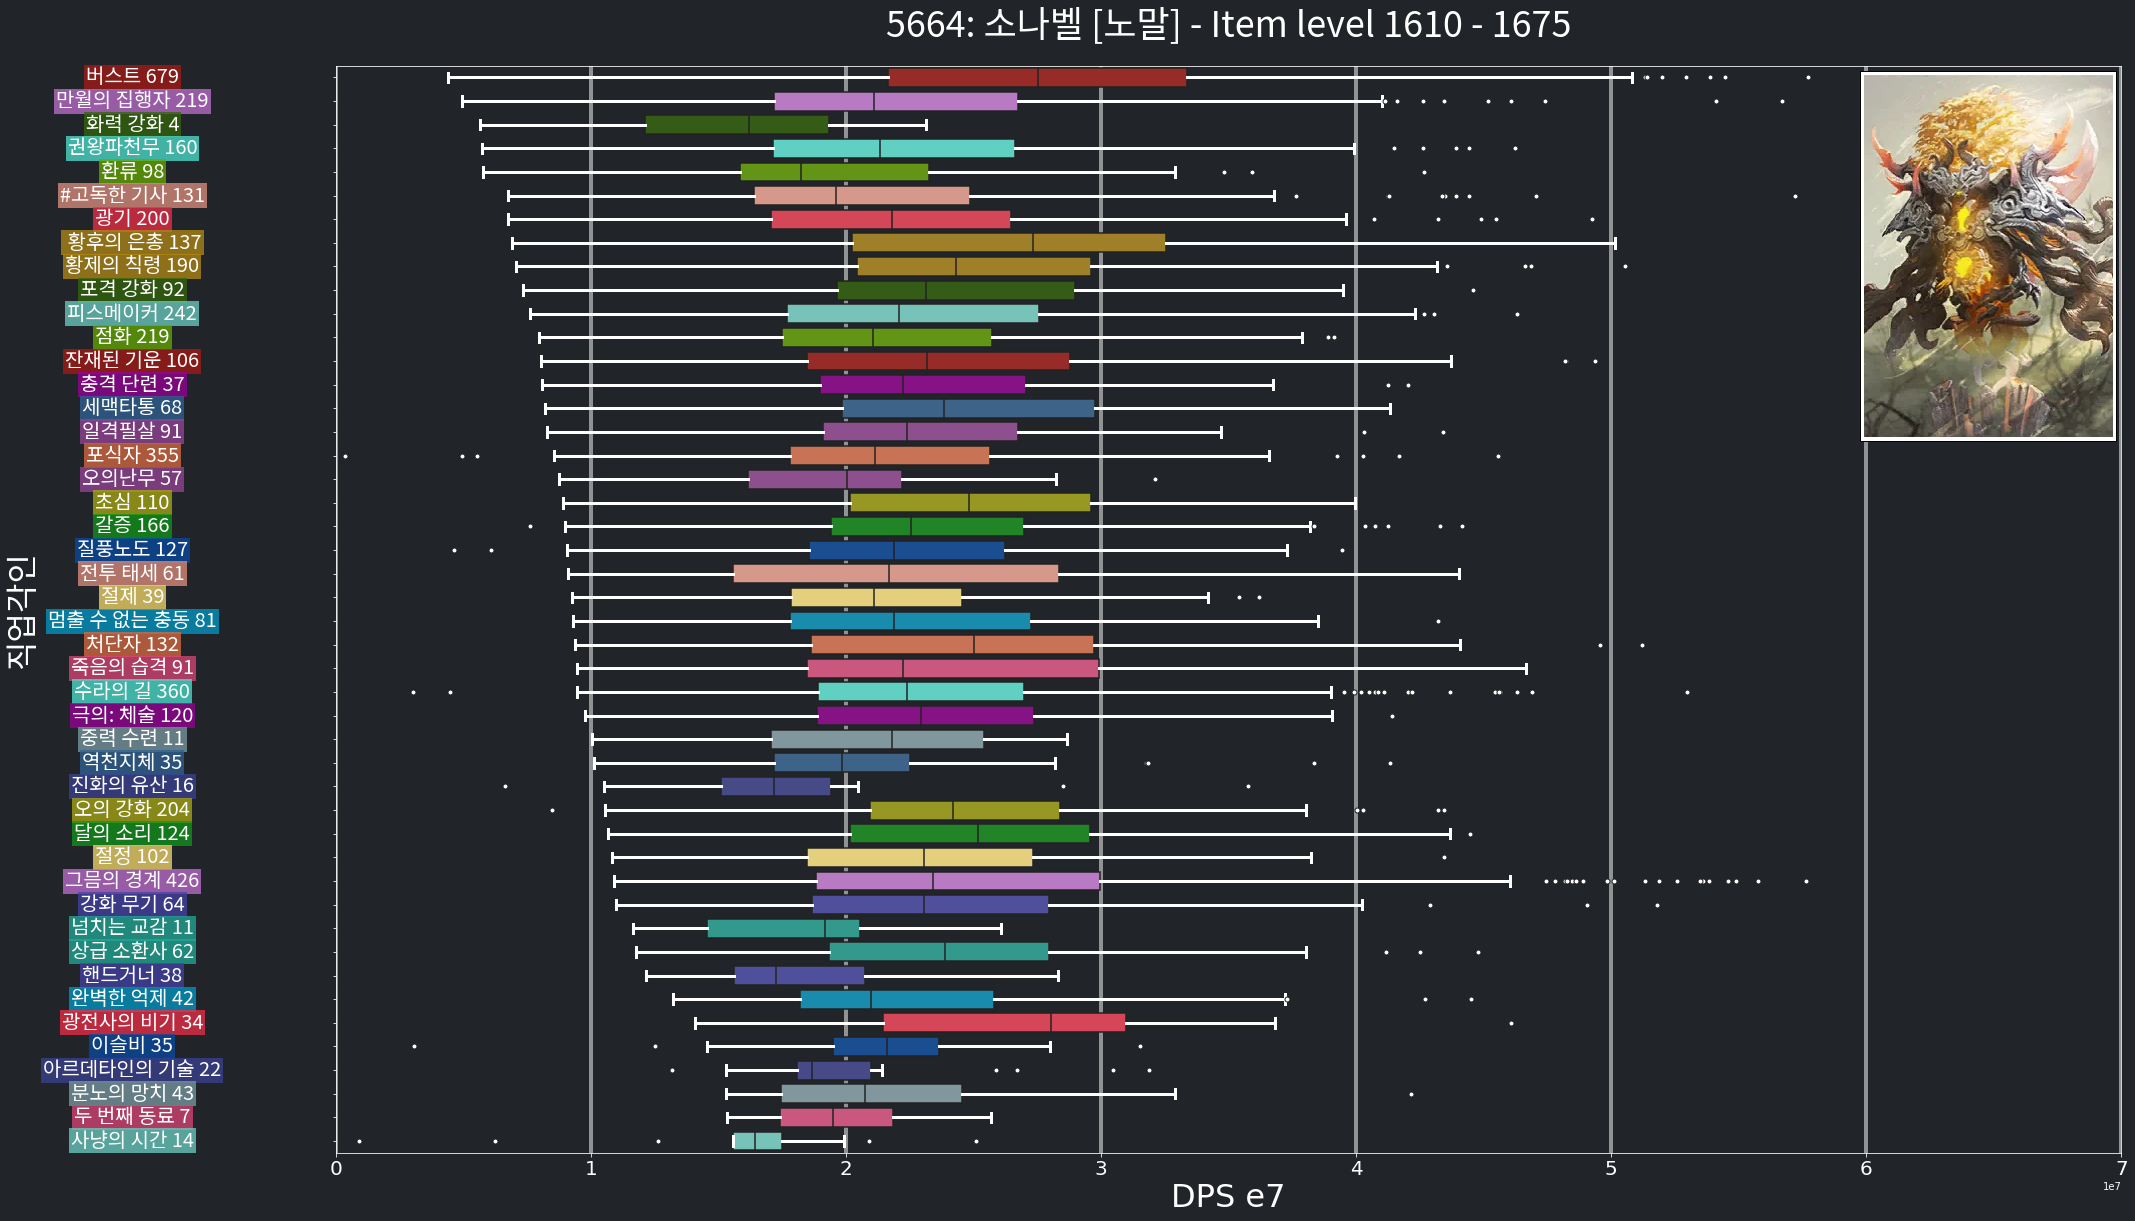 5664: 소나벨 [노말] - Item level 1610 - 1675
버스트 679
만월의 집행자 219
화력 강화 4
권왕파천무 160
환류 98
#고독한 기사 131
광기 200
황후의 은총 137
황제의 칙령 190
포격 강화 92
피스메이커 242
점화 219
잔재된 기운 106
충격 단련 37
세맥타통 68
일격필살 91
포식자 355
오의난무 57
초심 110
갈증 166
질풍노도 127
전투 태세 61
절제 39
멈출 수 없는 충동 81
처단자 132
죽음의 습격 91
수라의 길 360
극의: 체술 120
중력 수련 11
역천지체 35
진화의 유산 16
오의 강화 204
달의 소리 124
절정 102
그믐의 경계 426
강화 무기 64
넘치는 교감 11
상급 소환사 62
핸드거너 38
완벽한 억제 42
광전사의 비기 34
이슬비 35
아르데타인의 기술 22
분노의 망치 43
두 번째 동료 7
사냥의 시간 14
직업각인
0 1 2 3 4 5 6 7
1e7
DPS e7